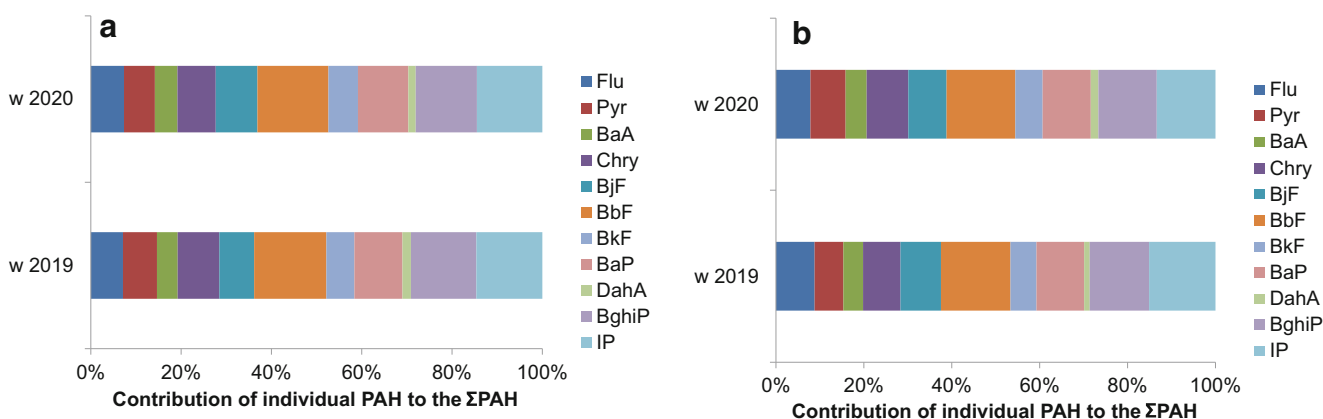 a
w 2020
w 2019
0% 20% 40% 60% 80% 100%
Contribution of individual PAH to the ΣPAH
Flu
Pyr
BaA
Chry
BjF
BbF
BkF
BaP
DahA
BghiP
IP
b
w 2020
w 2019
0% 20% 40% 60% 80% 100%
Contribution of individual PAH to the ΣPAH
Flu
Pyr
BaA
Chry
BjF
BbF
BkF
BaP
DahA
BghiP
IP